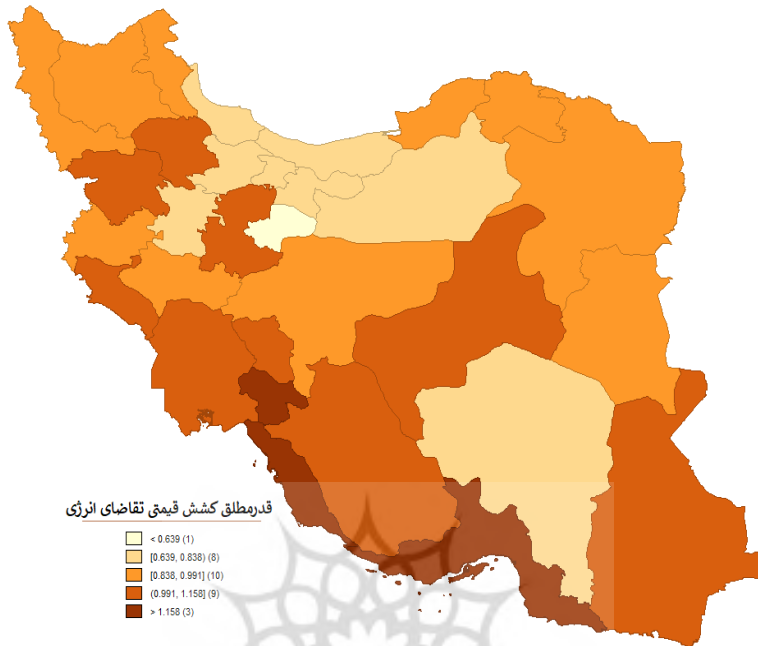 قدرمطلق کشش قیمتی تقاضای انرژی
< 0.639 (1)
[0.639, 0.838) (8)
[0.838, 0.991] (10)
(0.991, 1.158] (9)
> 1.158 (3)